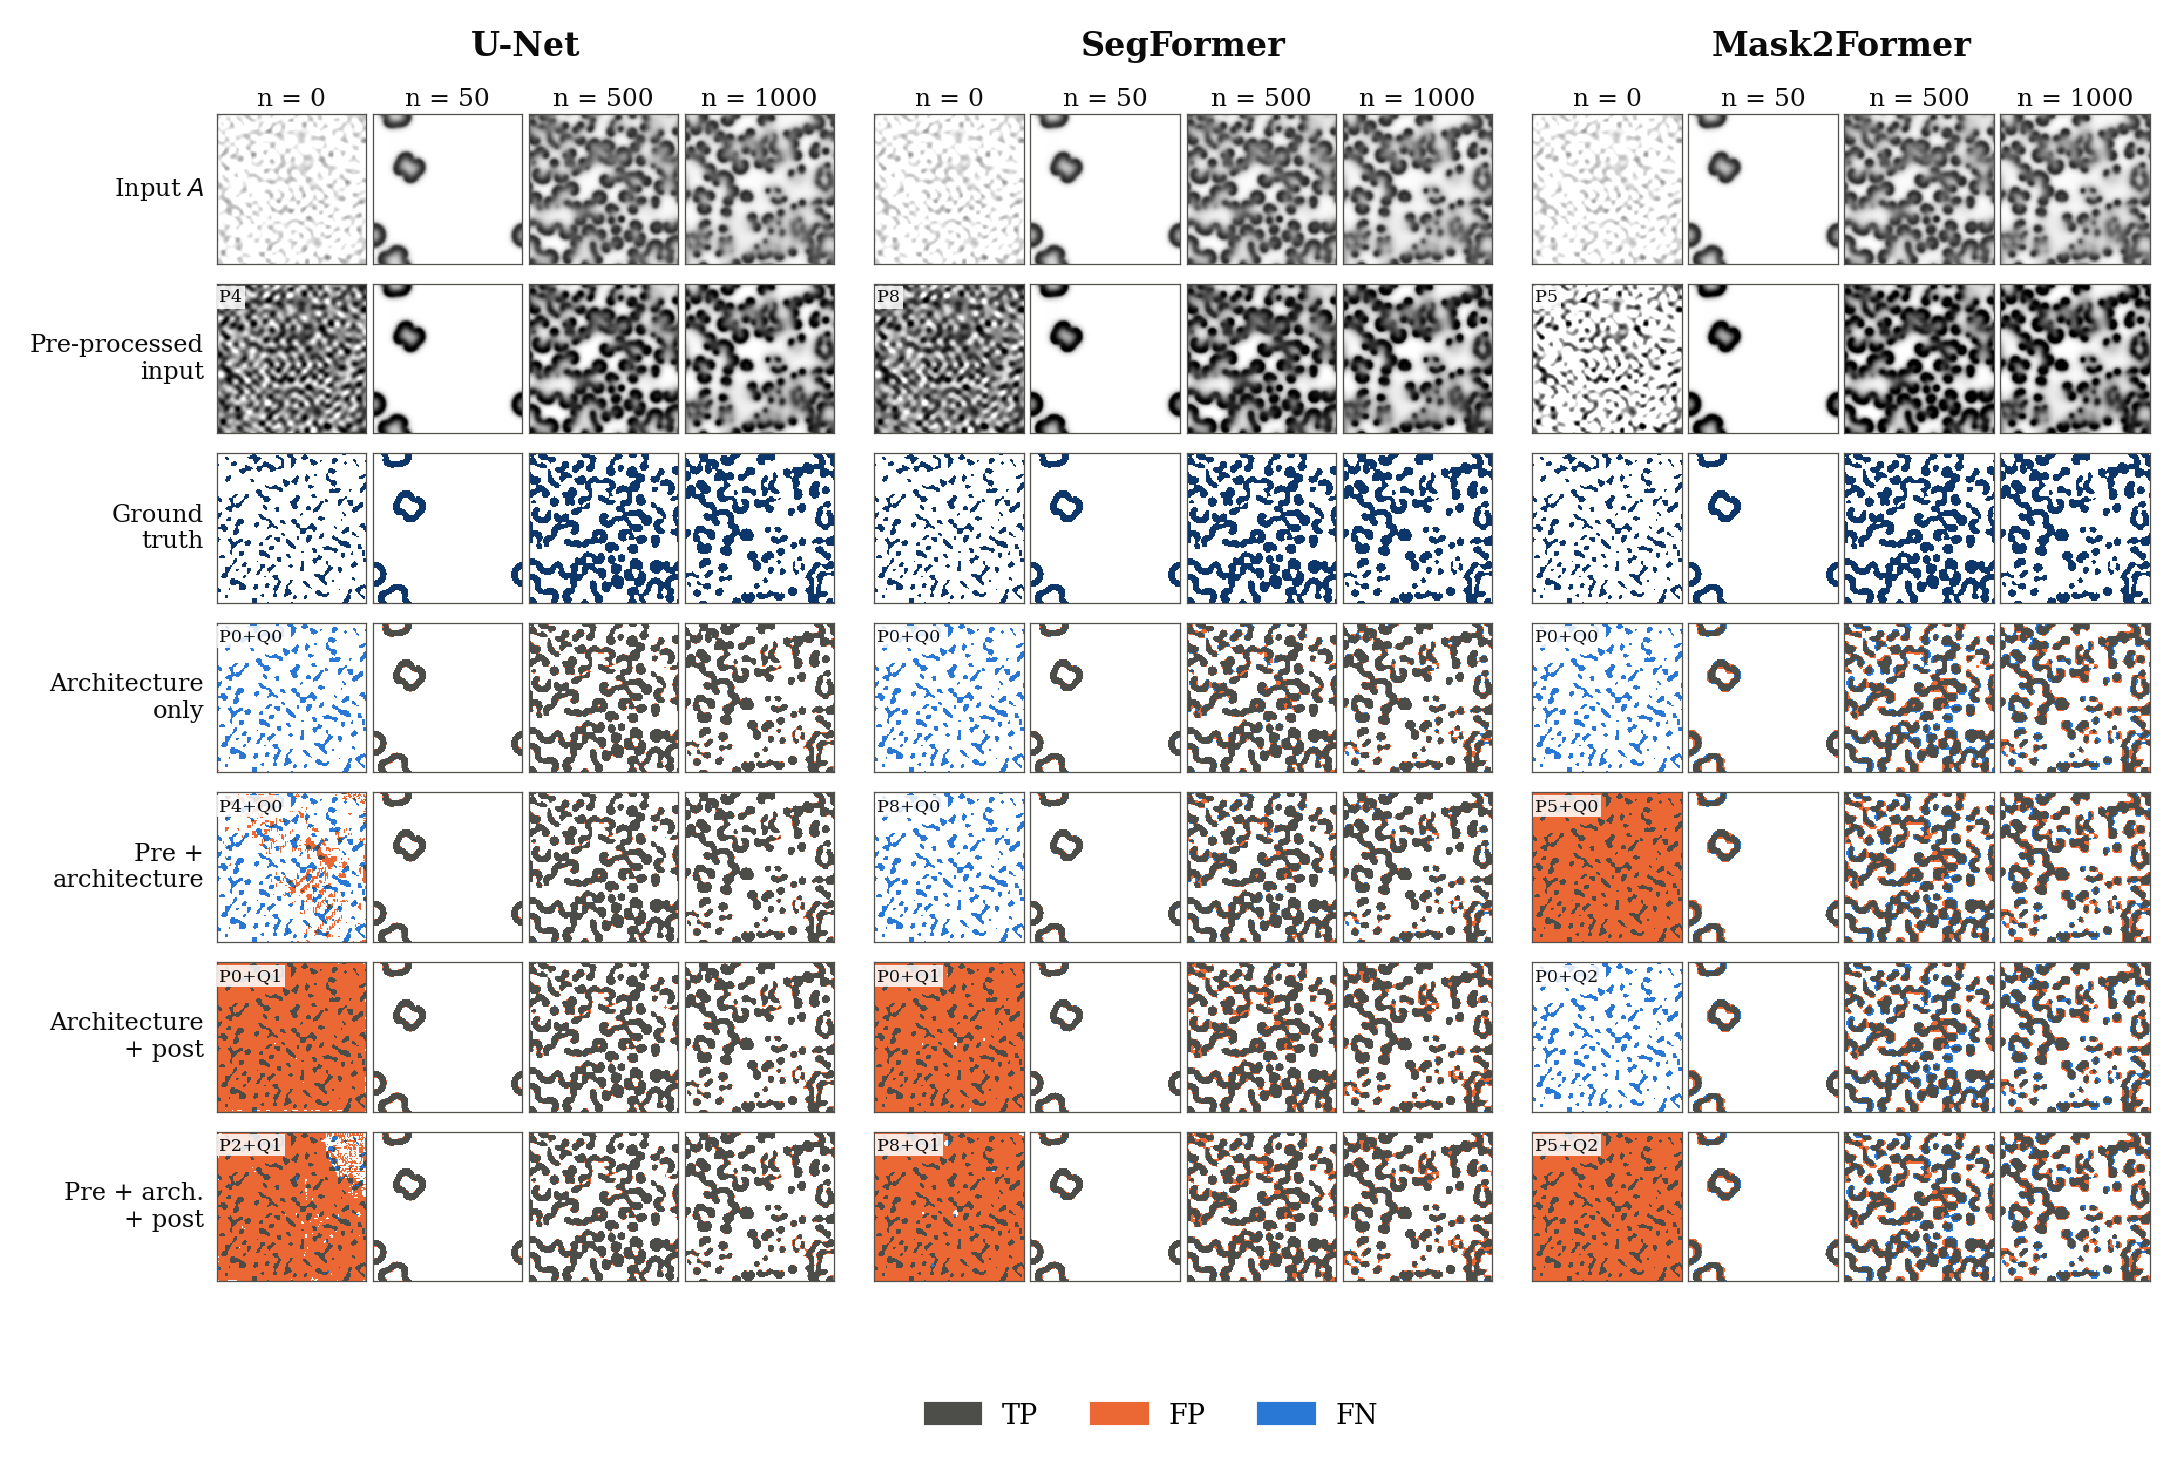 U-Net SegFormer Mask2Former
n = 0 n = 50 n = 500 n = 1000 n = 0 n = 50 n = 500 n = 1000 n = 0 n = 50 n = 500 n = 1000
Input A
P4 P8 P5
Pre-processed
input
Ground
truth
P0+Q0 P0+Q0 P0+Q0
Architecture
only
P4+Q0 P8+Q0 P5+Q0
Pre +
architecture
P0+Q1 P0+Q1 P0+Q2
Architecture
+ post
P2+Q1 P8+Q1 P5+Q2
Pre + arch.
+ post
TP FP FN